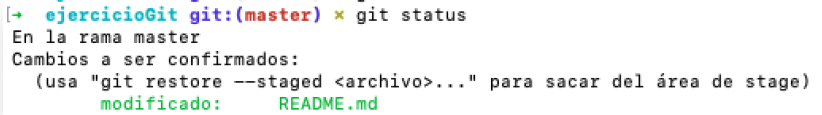 [→ ejercicioGit git:(master) × git status
En la rama master
Cambios a ser confirmados:
(usa "git restore --staged <archivo>..." para sacar del área de stage)
modificado: README.md